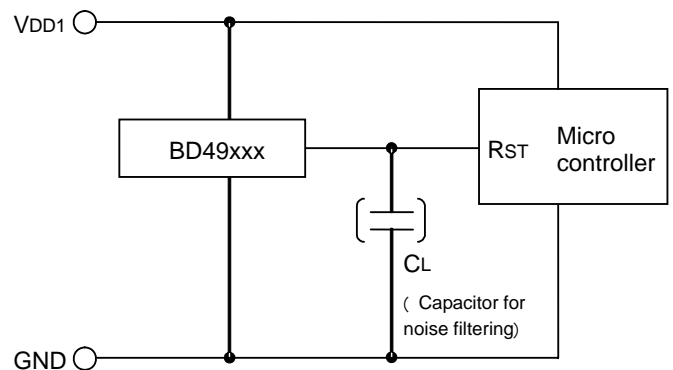 VDD1
BD49xxx
RST
Micro
controller
CL
( Capacitor for
noise filtering)
GND